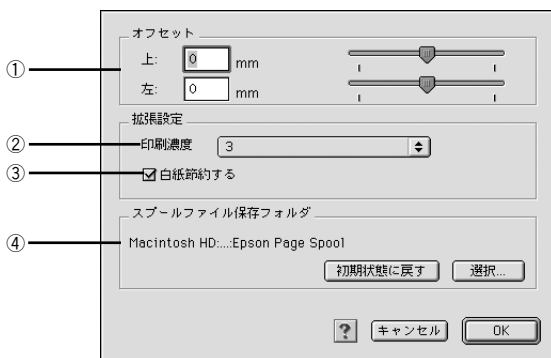 オフセット
① 上: 0 mm
左: 0 mm
拡張設定
② 印刷濃度 3
③ 白紙節約する
スプールファイル保存フォルダ
④ Macintosh HD:...:Epson Page Spool
初期状態に戻す 選択...
? キャンセル OK